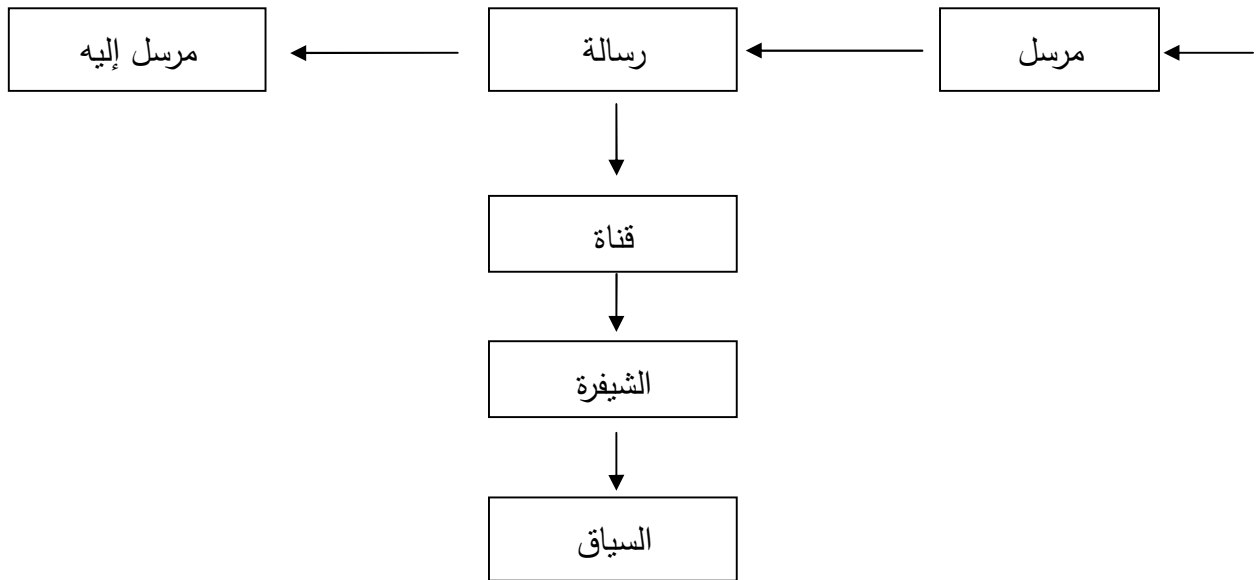 مرسل
رسالة
مرسل إليه
قناة
الشيفرة
السياق